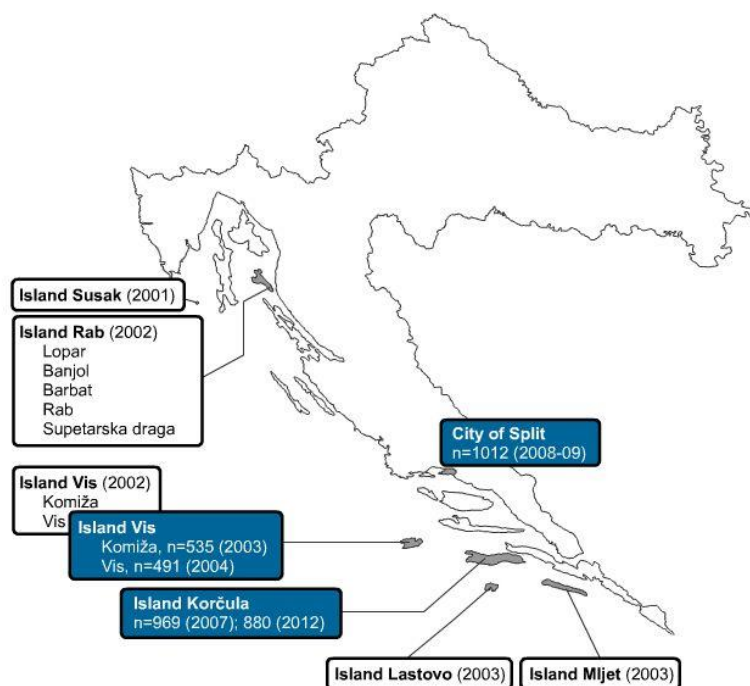 Island Susak (2001)
Island Rab (2002)
Lopar
Banjol
Barbat
Rab
Supetarska draga
City of Split
n=1012 (2008-09)
Island Vis (2002)
Komiža
Vis
Island Vis
Komiža, n=535 (2003)
Vis, n=491 (2004)
Island Korčula
n=969 (2007); 880 (2012)
Island Lastovo (2003)
Island Mljet (2003)